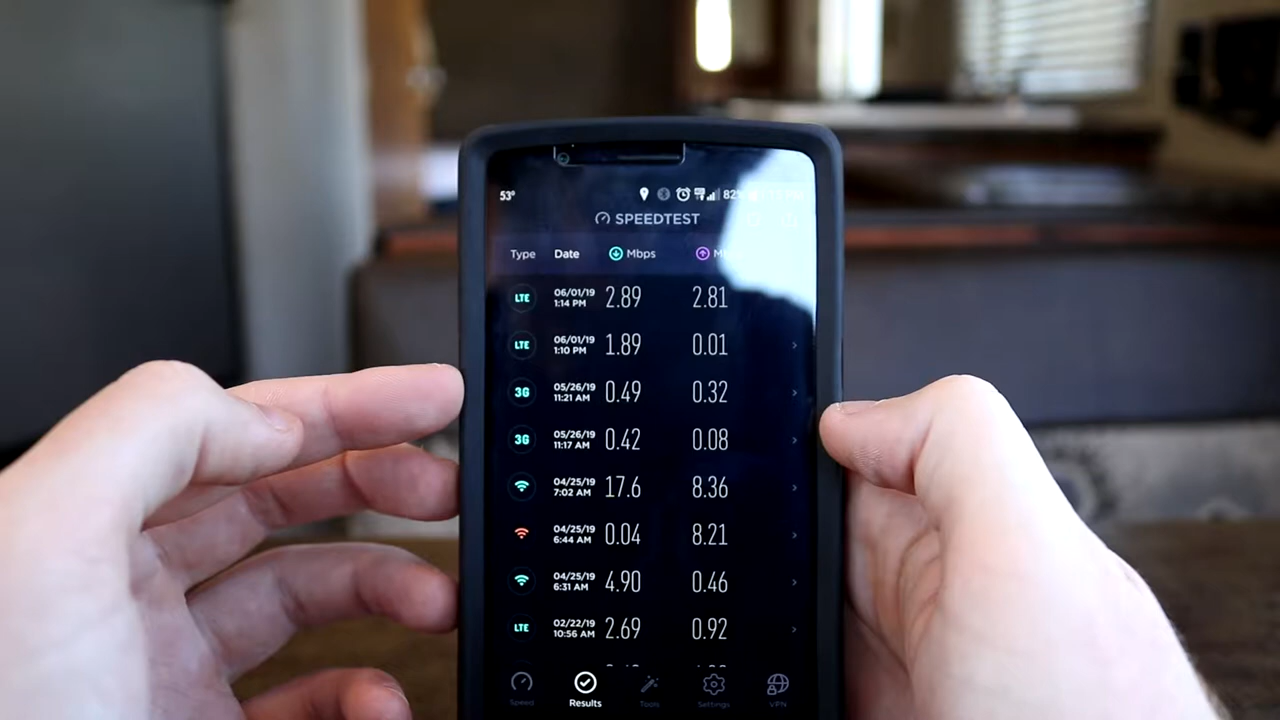 53°
82%
SPEEDTEST
Type Date Mbps
LTE 06/01/19 1:14 PM 2.89 2.81
LTE 06/01/19 1:10 PM 1.89 0.01
3G 05/26/19 11:21 AM 0.49 0.32
3G 05/26/19 11:17 AM 0.42 0.08
04/25/19 7:02 AM 17.6 8.36
04/25/19 6:44 AM 0.04 8.21
04/25/19 6:31 AM 4.90 0.46
LTE 02/22/19 10:56 AM 2.69 0.92
Speed Results Tools Settings VPN